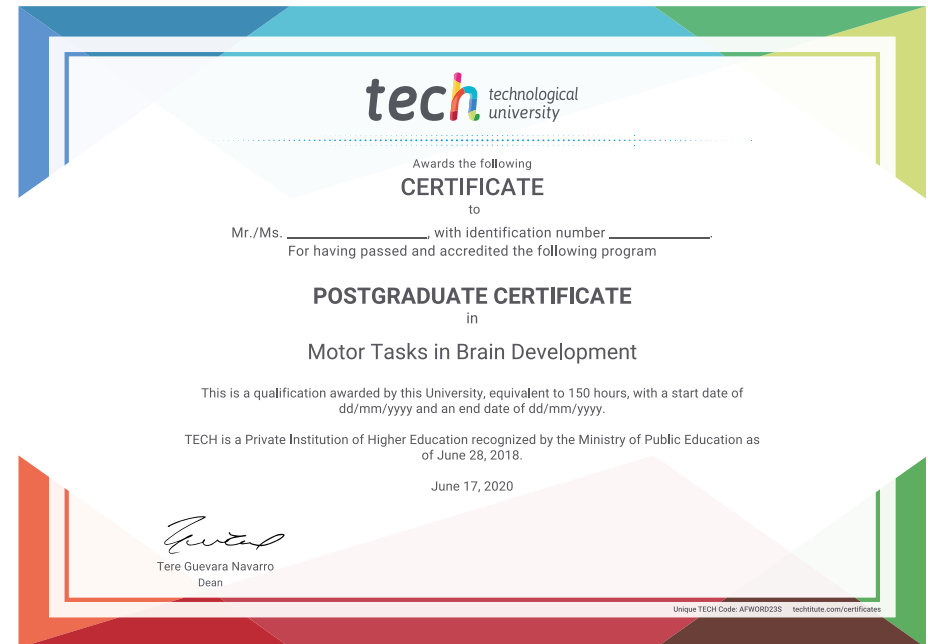 tech technological
university
Awards the following
CERTIFICATE
to
Mr./Ms. ____________, with identification number ____________.
For having passed and accredited the following program
POSTGRADUATE CERTIFICATE
in
Motor Tasks in Brain Development
This is a qualification awarded by this University, equivalent to 150 hours, with a start date of
dd/mm/yyyy and an end date of dd/mm/yyyy.
TECH is a Private Institution of Higher Education recognized by the Ministry of Public Education as
of June 28, 2018.
June 17, 2020
Tere Guevara Navarro
Dean
Unique TECH Code: AFWORD23S techtitute.com/certificates